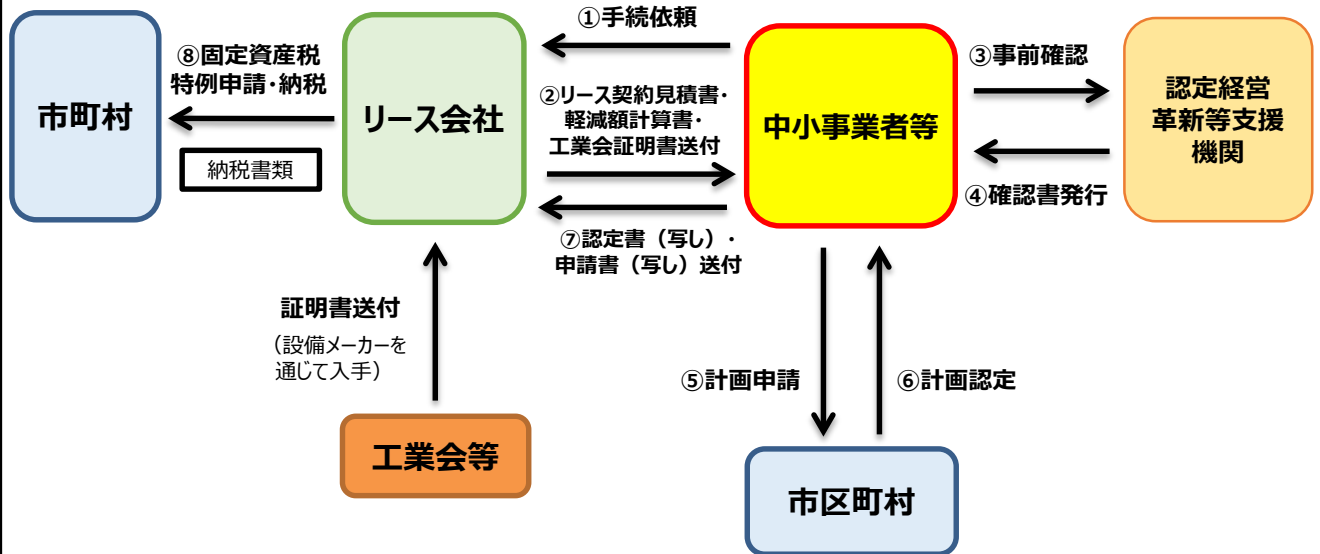 ①手続依頼
⑧固定資産税
特例申請・納税
市町村
納税書類
リース会社
②リース契約見積書・
軽減額計算書・
工業会証明書送付
⑦認定書（写し）・
申請書（写し）送付
中小事業者等
③事前確認
④確認書発行
認定経営
革新等支援
機関
証明書送付
（設備メーカーを
通じて入手）
工業会等
⑤計画申請
⑥計画認定
市区町村